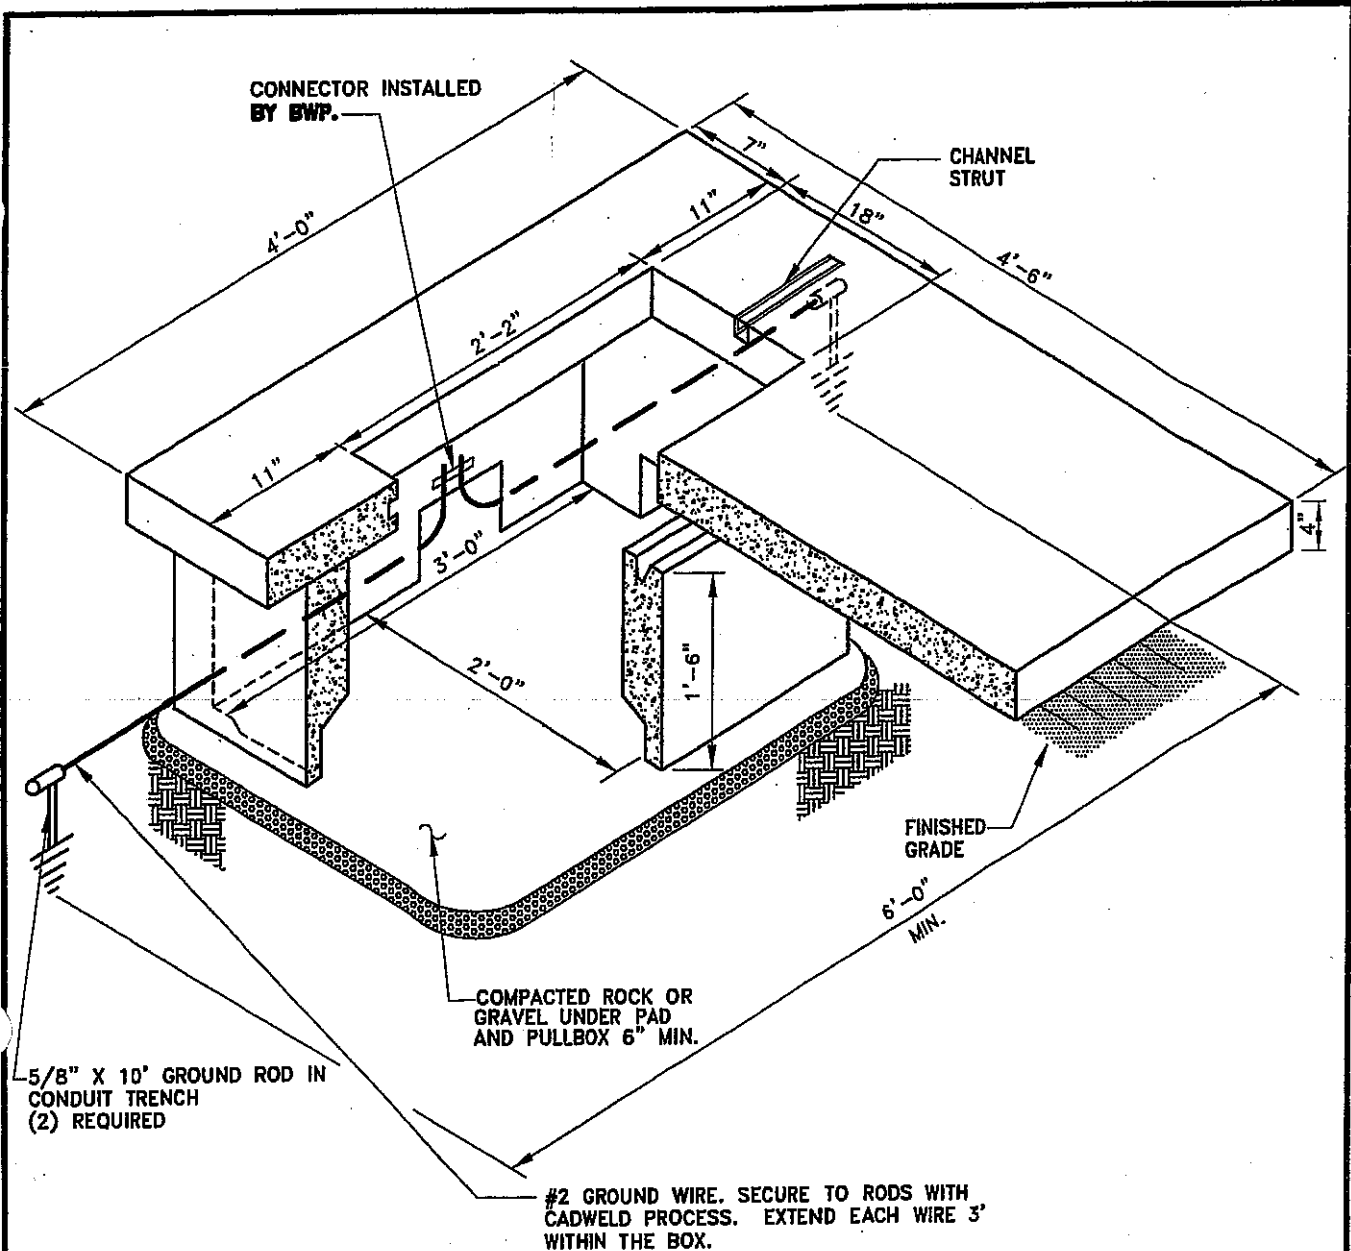 CONNECTOR INSTALLED
BY BWP.
CHANNEL
STRUT
7"
11"
18"
4'-0"
4'-6"
2'-2"
11"
4"
3'-0"
1'-6"
2'-0"
FINISHED
GRADE
6'-0"
MIN.
COMPACTED ROCK OR
GRAVEL UNDER PAD
AND PULLBOX 6" MIN.
5/8" X 10' GROUND ROD IN
CONDUIT TRENCH
(2) REQUIRED
#2 GROUND WIRE. SECURE TO RODS WITH
CADWELD PROCESS. EXTEND EACH WIRE 3'
WITHIN THE BOX.